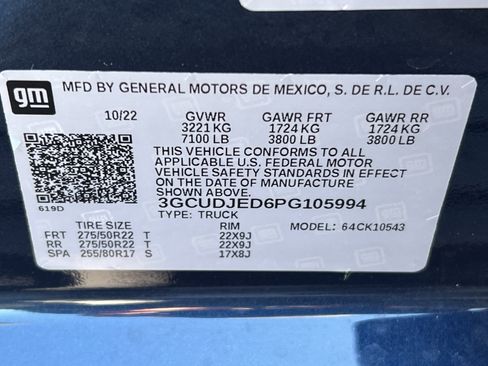 gm
MFD BY GENERAL MOTORS DE MEXICO, S. DE R.L. DE C.V.
10/22 GVWR GAWR FRT GAWR RR
3221 KG 1724 KG 1724 KG
7100 LB 3800 LB 3800 LB
THIS VEHICLE CONFORMS TO ALL
APPLICABLE U.S. FEDERAL MOTOR
VEHICLE SAFETY STANDARDS IN EFFECT
ON THE DATE OF MANUFACTURE
SHOWN ABOVE.
3GCUDJED6PG105994
619D TYPE: TRUCK
TIRE SIZE RIM MODEL: 64CK10543
FRT 275/50R22 T 22X9J
RR 275/50R22 T 22X9J
SPA 255/80R17 S 17X8J